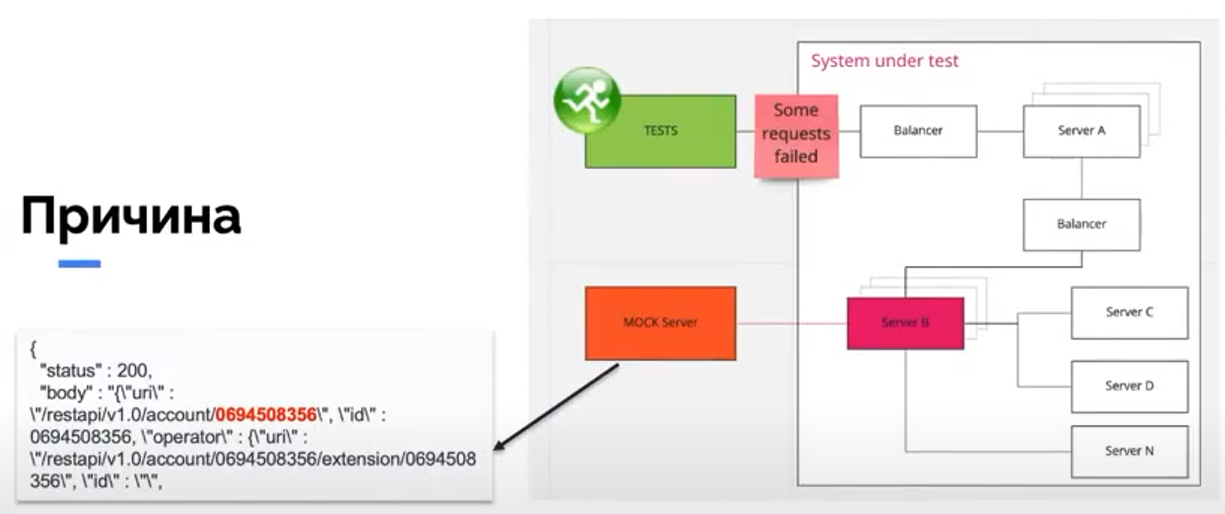 Причина
{
"status" : 200,
"body" : "{\"uri\" :
\"/restapi/v1.0/account/0694508356\", \"id\" :
0694508356, \"operator\" : {\"uri\" :
\"/restapi/v1.0/account/0694508356/extension/0694508
356\", \"id\" : \"\",
System under test
TESTS
Some
requests
failed
Balancer
Server A
Balancer
MOCK Server
Server B
Server C
Server D
Server N